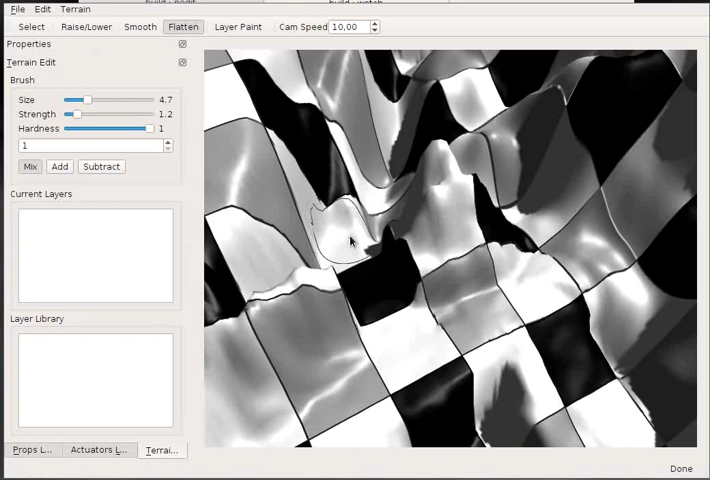 File Edit Terrain
Select Raise/Lower Smooth Flatten Layer Paint Cam Speed 10,00
Properties
Terrain Edit
Brush
Size 4.7
Strength 1.2
Hardness 1
1
Mix Add Subtract
Current Layers
Layer Library
Props L... Actuators L... Terrai...
Done